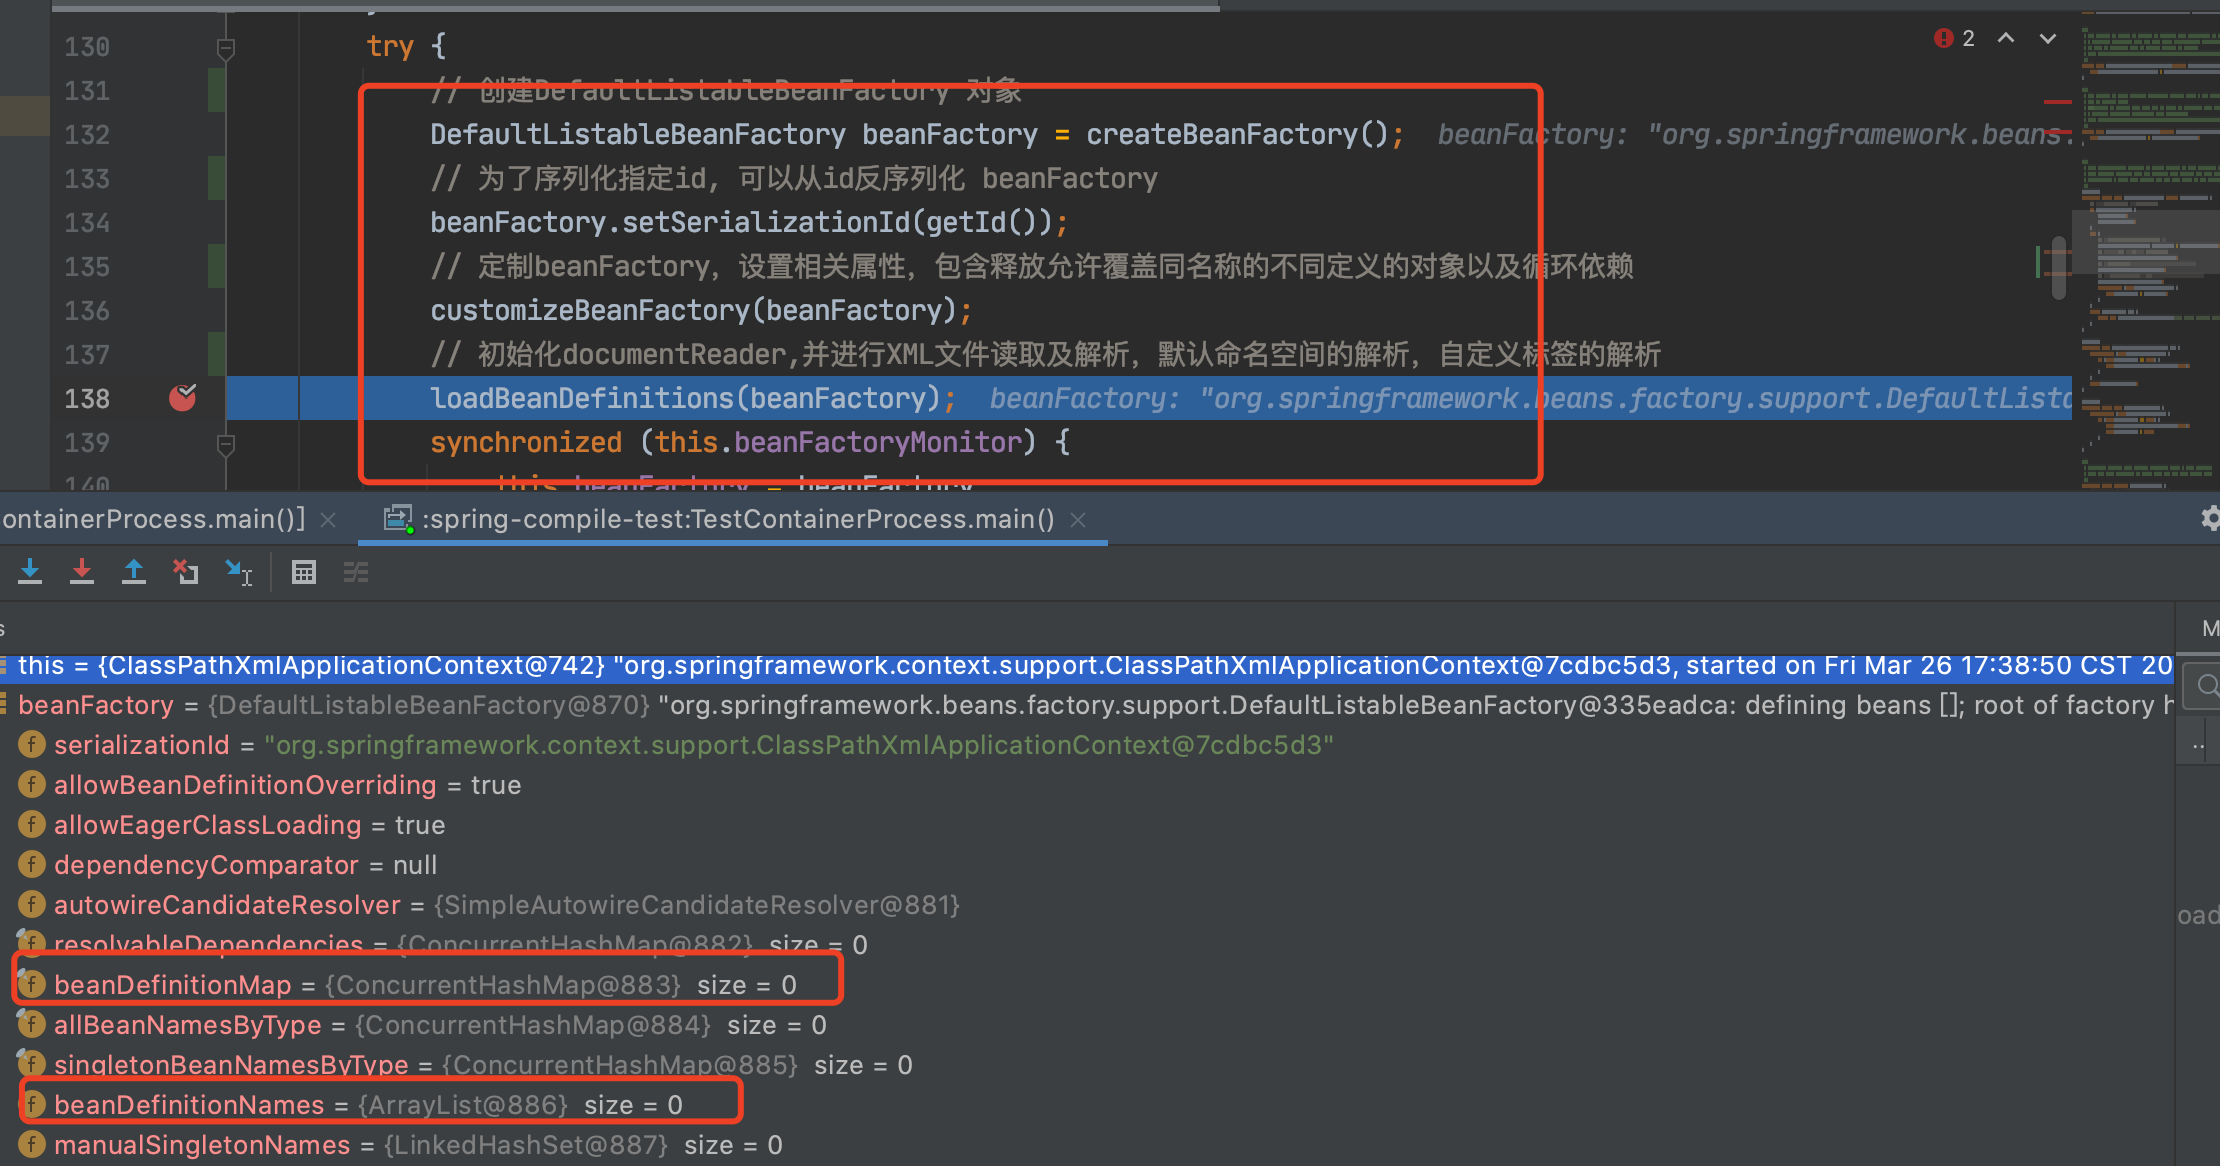 130 try {
2
131 // 创建DefaultListableBeanFactory 对象
132 DefaultListableBeanFactory beanFactory = createBeanFactory(); beanFactory: "org.springframework.beans.
133 // 为了序列化指定id, 可以从id反序列化 beanFactory
134 beanFactory.setSerializationId(getId());
135 // 定制beanFactory，设置相关属性，包含释放允许覆盖同名称的不同定义的对象以及循环依赖
136 customizeBeanFactory(beanFactory);
137 // 初始化documentReader,并进行XML文件读取及解析，默认命名空间的解析，自定义标签的解析
138 loadBeanDefinitions(beanFactory); beanFactory: "org.springframework.beans.factory.support.DefaultLista
139 synchronized (this.beanFactoryMonitor) {
140 this.beanFactory = beanFactory
ontainerProcess.main()] :spring-compile-test:TestContainerProcess.main()
s
M
this = {ClassPathXmlApplicationContext@742} "org.springframework.context.support.ClassPathXmlApplicationContext@7cdbc5d3, started on Fri Mar 26 17:38:50 CST 20
beanFactory = {DefaultListableBeanFactory@870} "org.springframework.beans.factory.support.DefaultListableBeanFactory@335eadca: defining beans []; root of factory h
f serializationId = "org.springframework.context.support.ClassPathXmlApplicationContext@7cdbc5d3"
f allowBeanDefinitionOverriding = true
f allowEagerClassLoading = true
f dependencyComparator = null
f autowireCandidateResolver = {SimpleAutowireCandidateResolver@881}
oad
f resolvableDependencies = {ConcurrentHashMap@882} size = 0
f beanDefinitionMap = {ConcurrentHashMap@883} size = 0
f allBeanNamesByType = {ConcurrentHashMap@884} size = 0
f singletonBeanNamesByType = {ConcurrentHashMap@885} size = 0
f beanDefinitionNames = {ArrayList@886} size = 0
f manualSingletonNames = {LinkedHashSet@887} size = 0